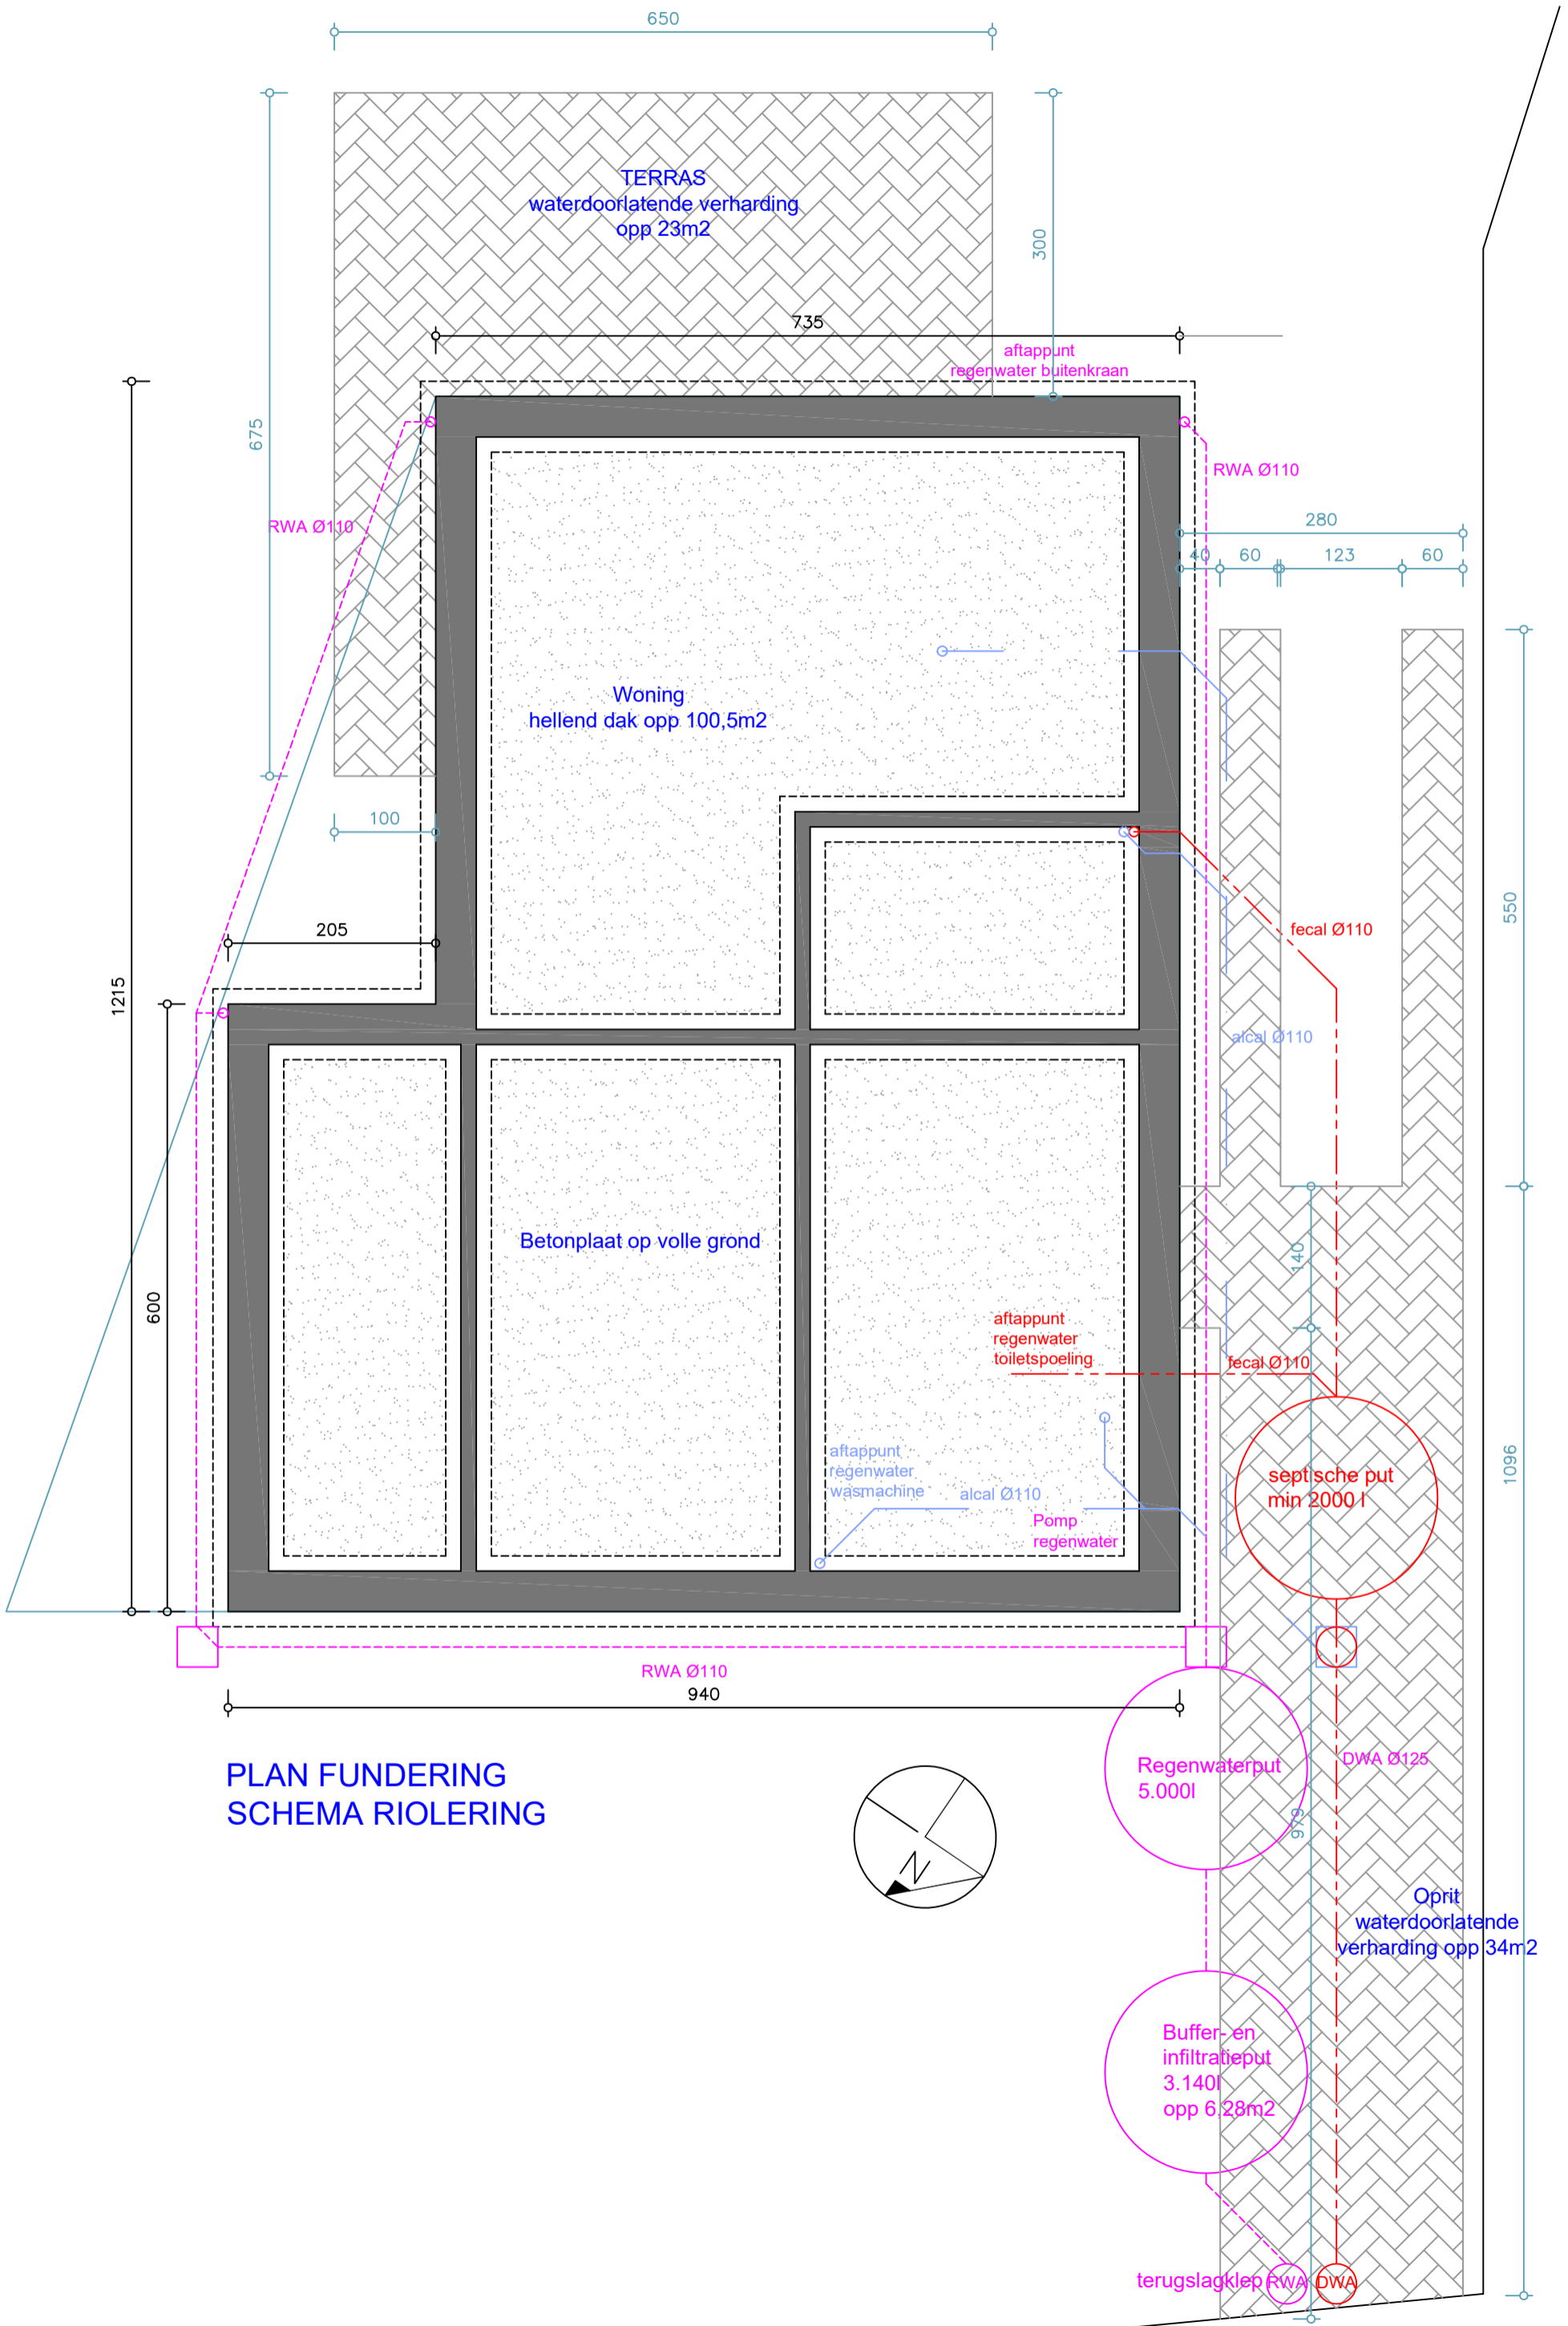 650
TERRAS
waterdoorlatende verharding
opp 23m2
300
735
aftappunt
regenwater buitenkraan
675
RWA Ø110
RWA Ø110
280
40
60
123
60
Woning
hellend dak opp 100,5m2
100
205
fecal Ø110
550
1215
alcal Ø110
600
Betonplaat op volle grond
140
aftappunt
regenwater
toiletspoeling
fecal Ø110
1096
aftappunt
regenwater
wasmachine
alcal Ø110
Pomp
regenwater
septische put
min 2000 l
RWA Ø110
940
PLAN FUNDERING
SCHEMA RIOLERING
N
Regenwaterput
5.000l
DWA Ø125
979
Oprit
waterdoorlatende
verharding opp 34m2
Buffer- en
infiltratieput
3.140l
opp 6,28m2
terugslagklep
RWA
DWA